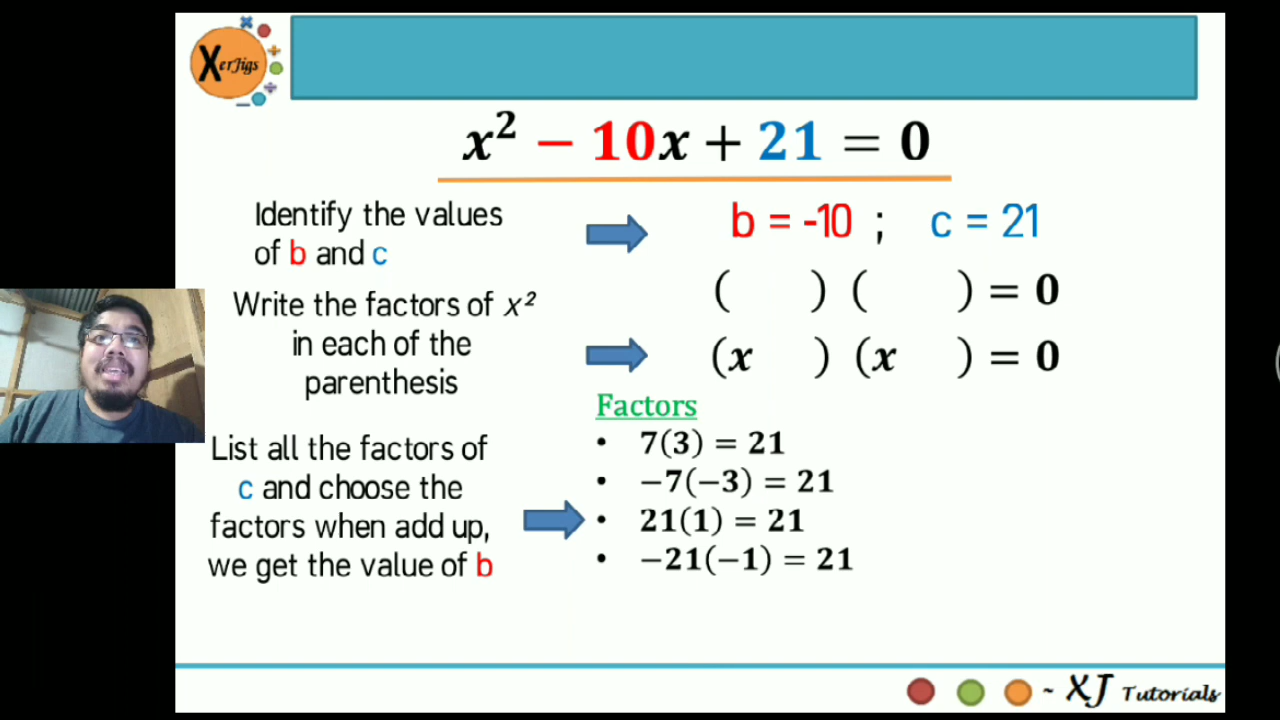 XerJigs
x² − 10x + 21 = 0
Identify the values
of b and c
b = -10 ; c = 21
( ) ( ) = 0
Write the factors of x²
in each of the
parenthesis
(x ) (x ) = 0
List all the factors of
c and choose the
factors when add up,
we get the value of b
Factors
• 7(3) = 21
• −7(−3) = 21
• 21(1) = 21
• −21(−1) = 21
~ XJ Tutorials